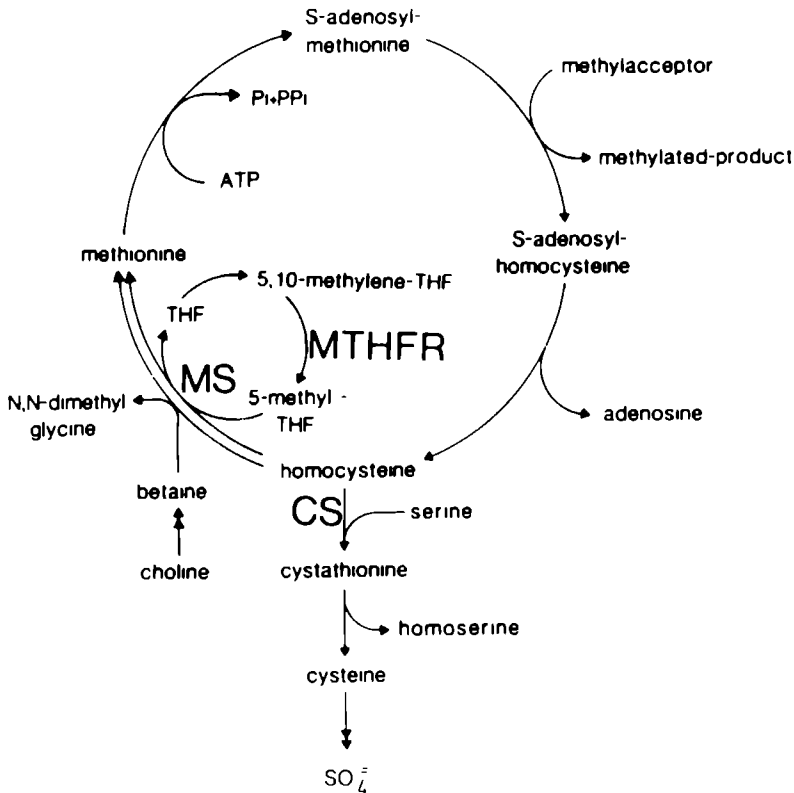 S-adenosyl-
methionine
methylacceptor
Pi+PPi
methylated-product
ATP
S-adenosyl-
homocysteine
methionine
5,10-methylene-THF
THF
MTHFR
MS
5-methyl-
THF
N,N-dimethyl
glycine
adenosine
homocysteine
betaine
CS
serine
choline
cystathionine
homoserine
cysteine
SO₄⁼